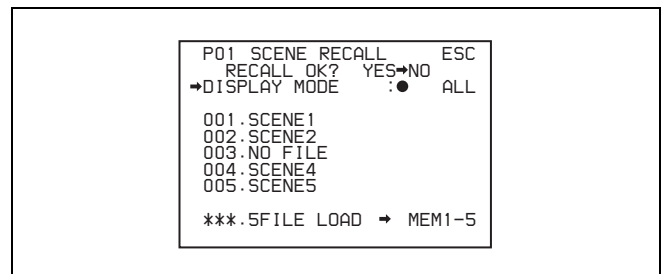 P01 SCENE RECALL ESC
RECALL OK? YES➡NO
➡DISPLAY MODE :● ALL
001.SCENE1
002.SCENE2
003.NO FILE
004.SCENE4
005.SCENE5
***.5FILE LOAD ➡ MEM1-5